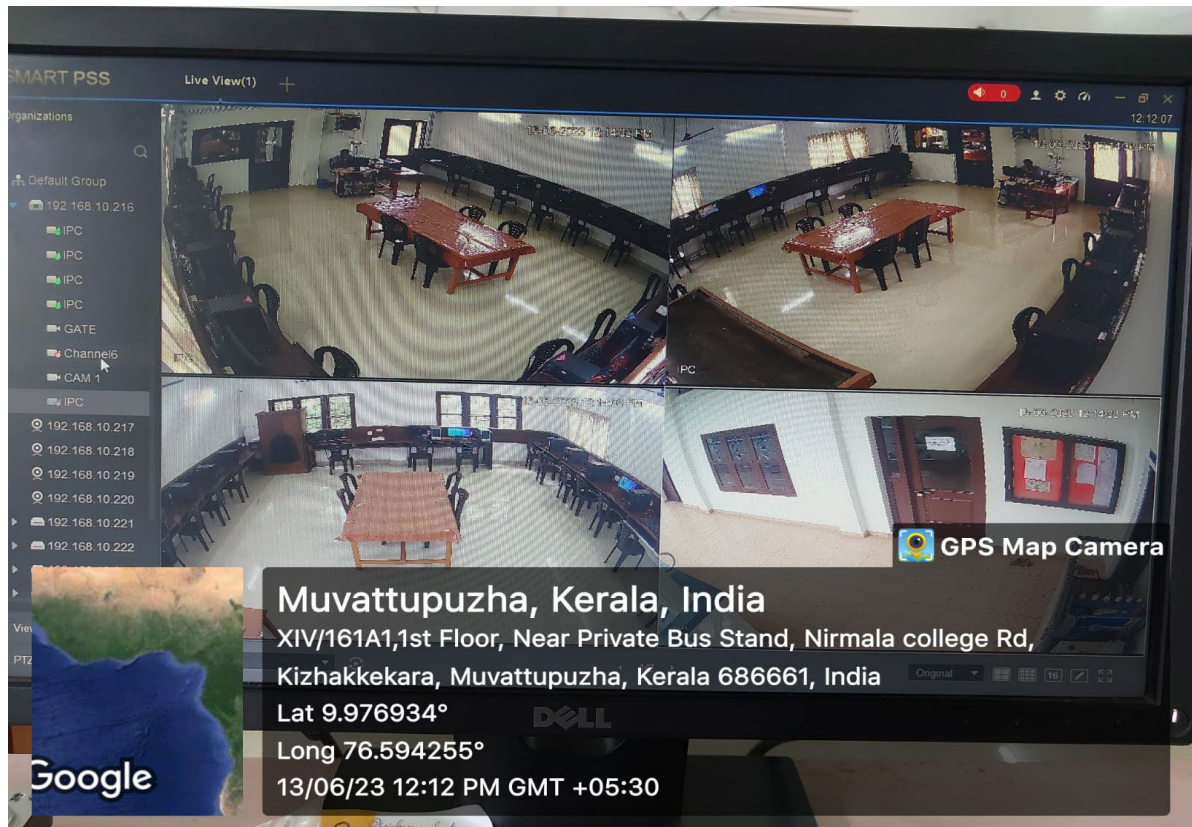 SMART PSS
Live View(1)
0
12:12:07
Organizations
Default Group
192.168.10.216
IPC
IPC
IPC
IPC
GATE
Channel6
CAM 1
IPC
192.168.10.217
192.168.10.218
192.168.10.219
192.168.10.220
192.168.10.221
192.168.10.222
IPC
View
PTZ
Original
16
DELL
GPS Map Camera
Muvattupuzha, Kerala, India
XIV/161A1,1st Floor, Near Private Bus Stand, Nirmala college Rd,
Kizhakkekara, Muvattupuzha, Kerala 686661, India
Lat 9.976934°
Long 76.594255°
13/06/23 12:12 PM GMT +05:30
Google